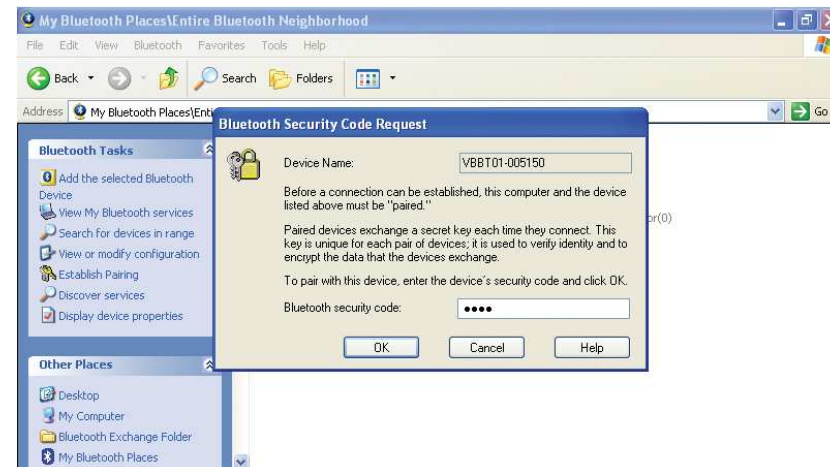 My Bluetooth Places\Entire Bluetooth Neighborhood
File Edit View Bluetooth Favorites Tools Help
Back Search Folders
Address My Bluetooth Places\Enti Go
Bluetooth Tasks
Add the selected Bluetooth
Device
View My Bluetooth services
Search for devices in range
View or modify configuration
Establish Pairing
Discover services
Display device properties
Other Places
Desktop
My Computer
Bluetooth Exchange Folder
My Bluetooth Places
Bluetooth Security Code Request
Device Name: VBBT01-005150
Before a connection can be established, this computer and the device
listed above must be "paired."
Paired devices exchange a secret key each time they connect. This
key is unique for each pair of devices; it is used to verify identity and to
encrypt the data that the devices exchange.
To pair with this device, enter the device's security code and click OK.
Bluetooth security code: ••••
OK Cancel Help
or(0)